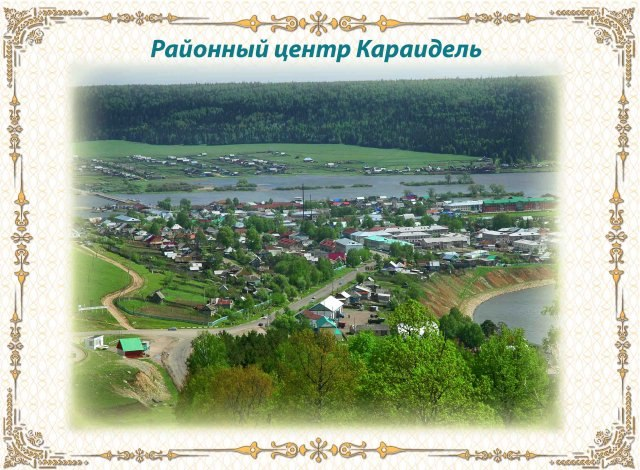 Районный центр Караидель